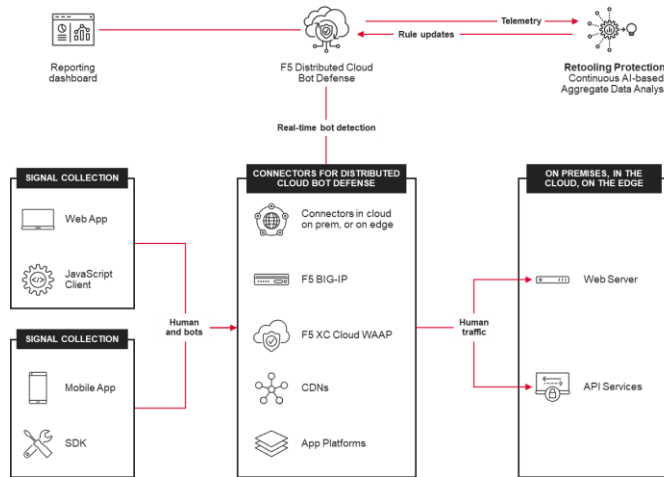 Telemetry
Rule updates
Reporting
dashboard
F5 Distributed Cloud
Bot Defense
Retooling Protection
Continuous AI-based
Aggregate Data Analys
Real-time bot detection
SIGNAL COLLECTION
Web App
JavaScript
Client
SIGNAL COLLECTION
Mobile App
SDK
Human
and bots
CONNECTORS FOR DISTRIBUTED
CLOUD BOT DEFENSE
Connectors in cloud
on prem, or on edge
F5 BIG-IP
F5 XC Cloud WAAP
CDNs
App Platforms
Human
traffic
ON PREMISES, IN THE
CLOUD, ON THE EDGE
Web Server
API Services